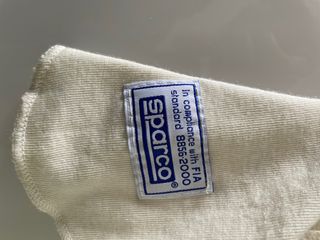 In compliance with FIA
standard 8856-2000
sparco®